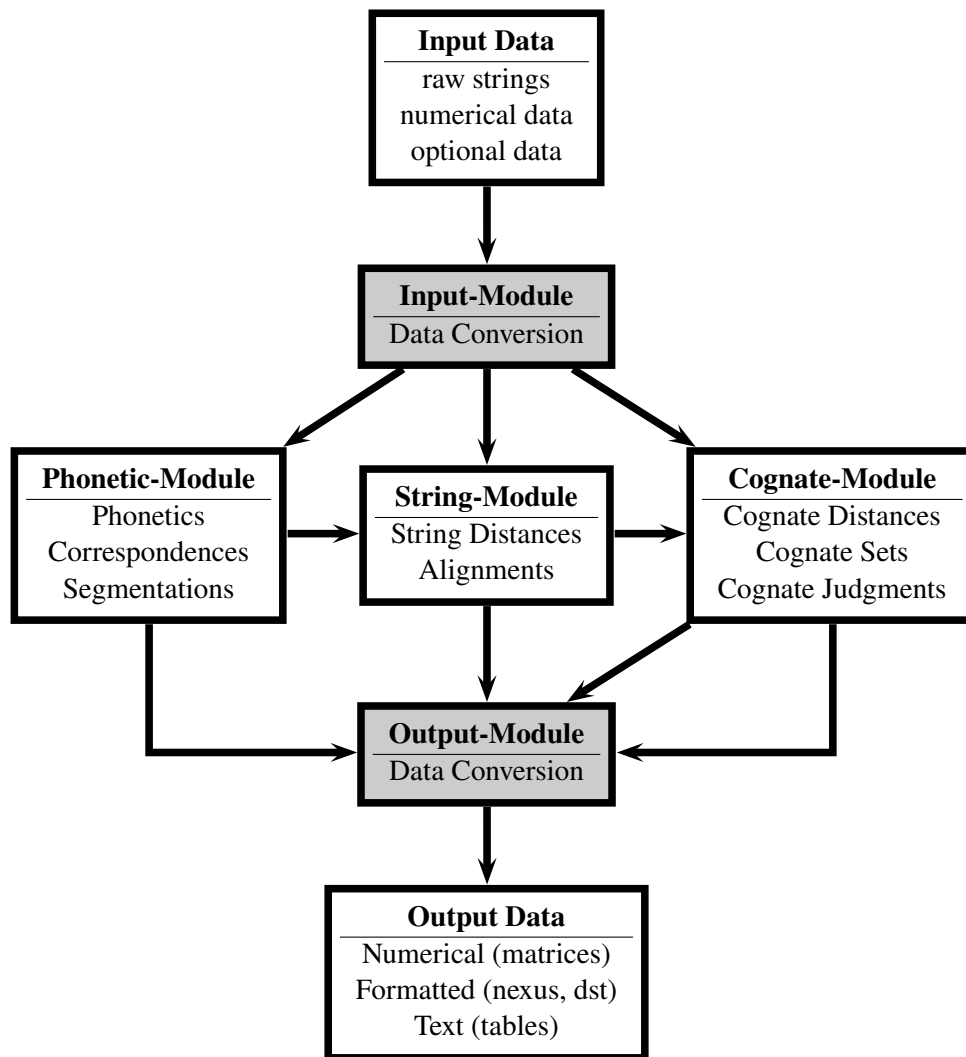 Input Data
raw strings
numerical data
optional data
Input-Module
Data Conversion
Phonetic-Module
Phonetics
Correspondences
Segmentations
String-Module
String Distances
Alignments
Cognate-Module
Cognate Distances
Cognate Sets
Cognate Judgments
Output-Module
Data Conversion
Output Data
Numerical (matrices)
Formatted (nexus, dst)
Text (tables)